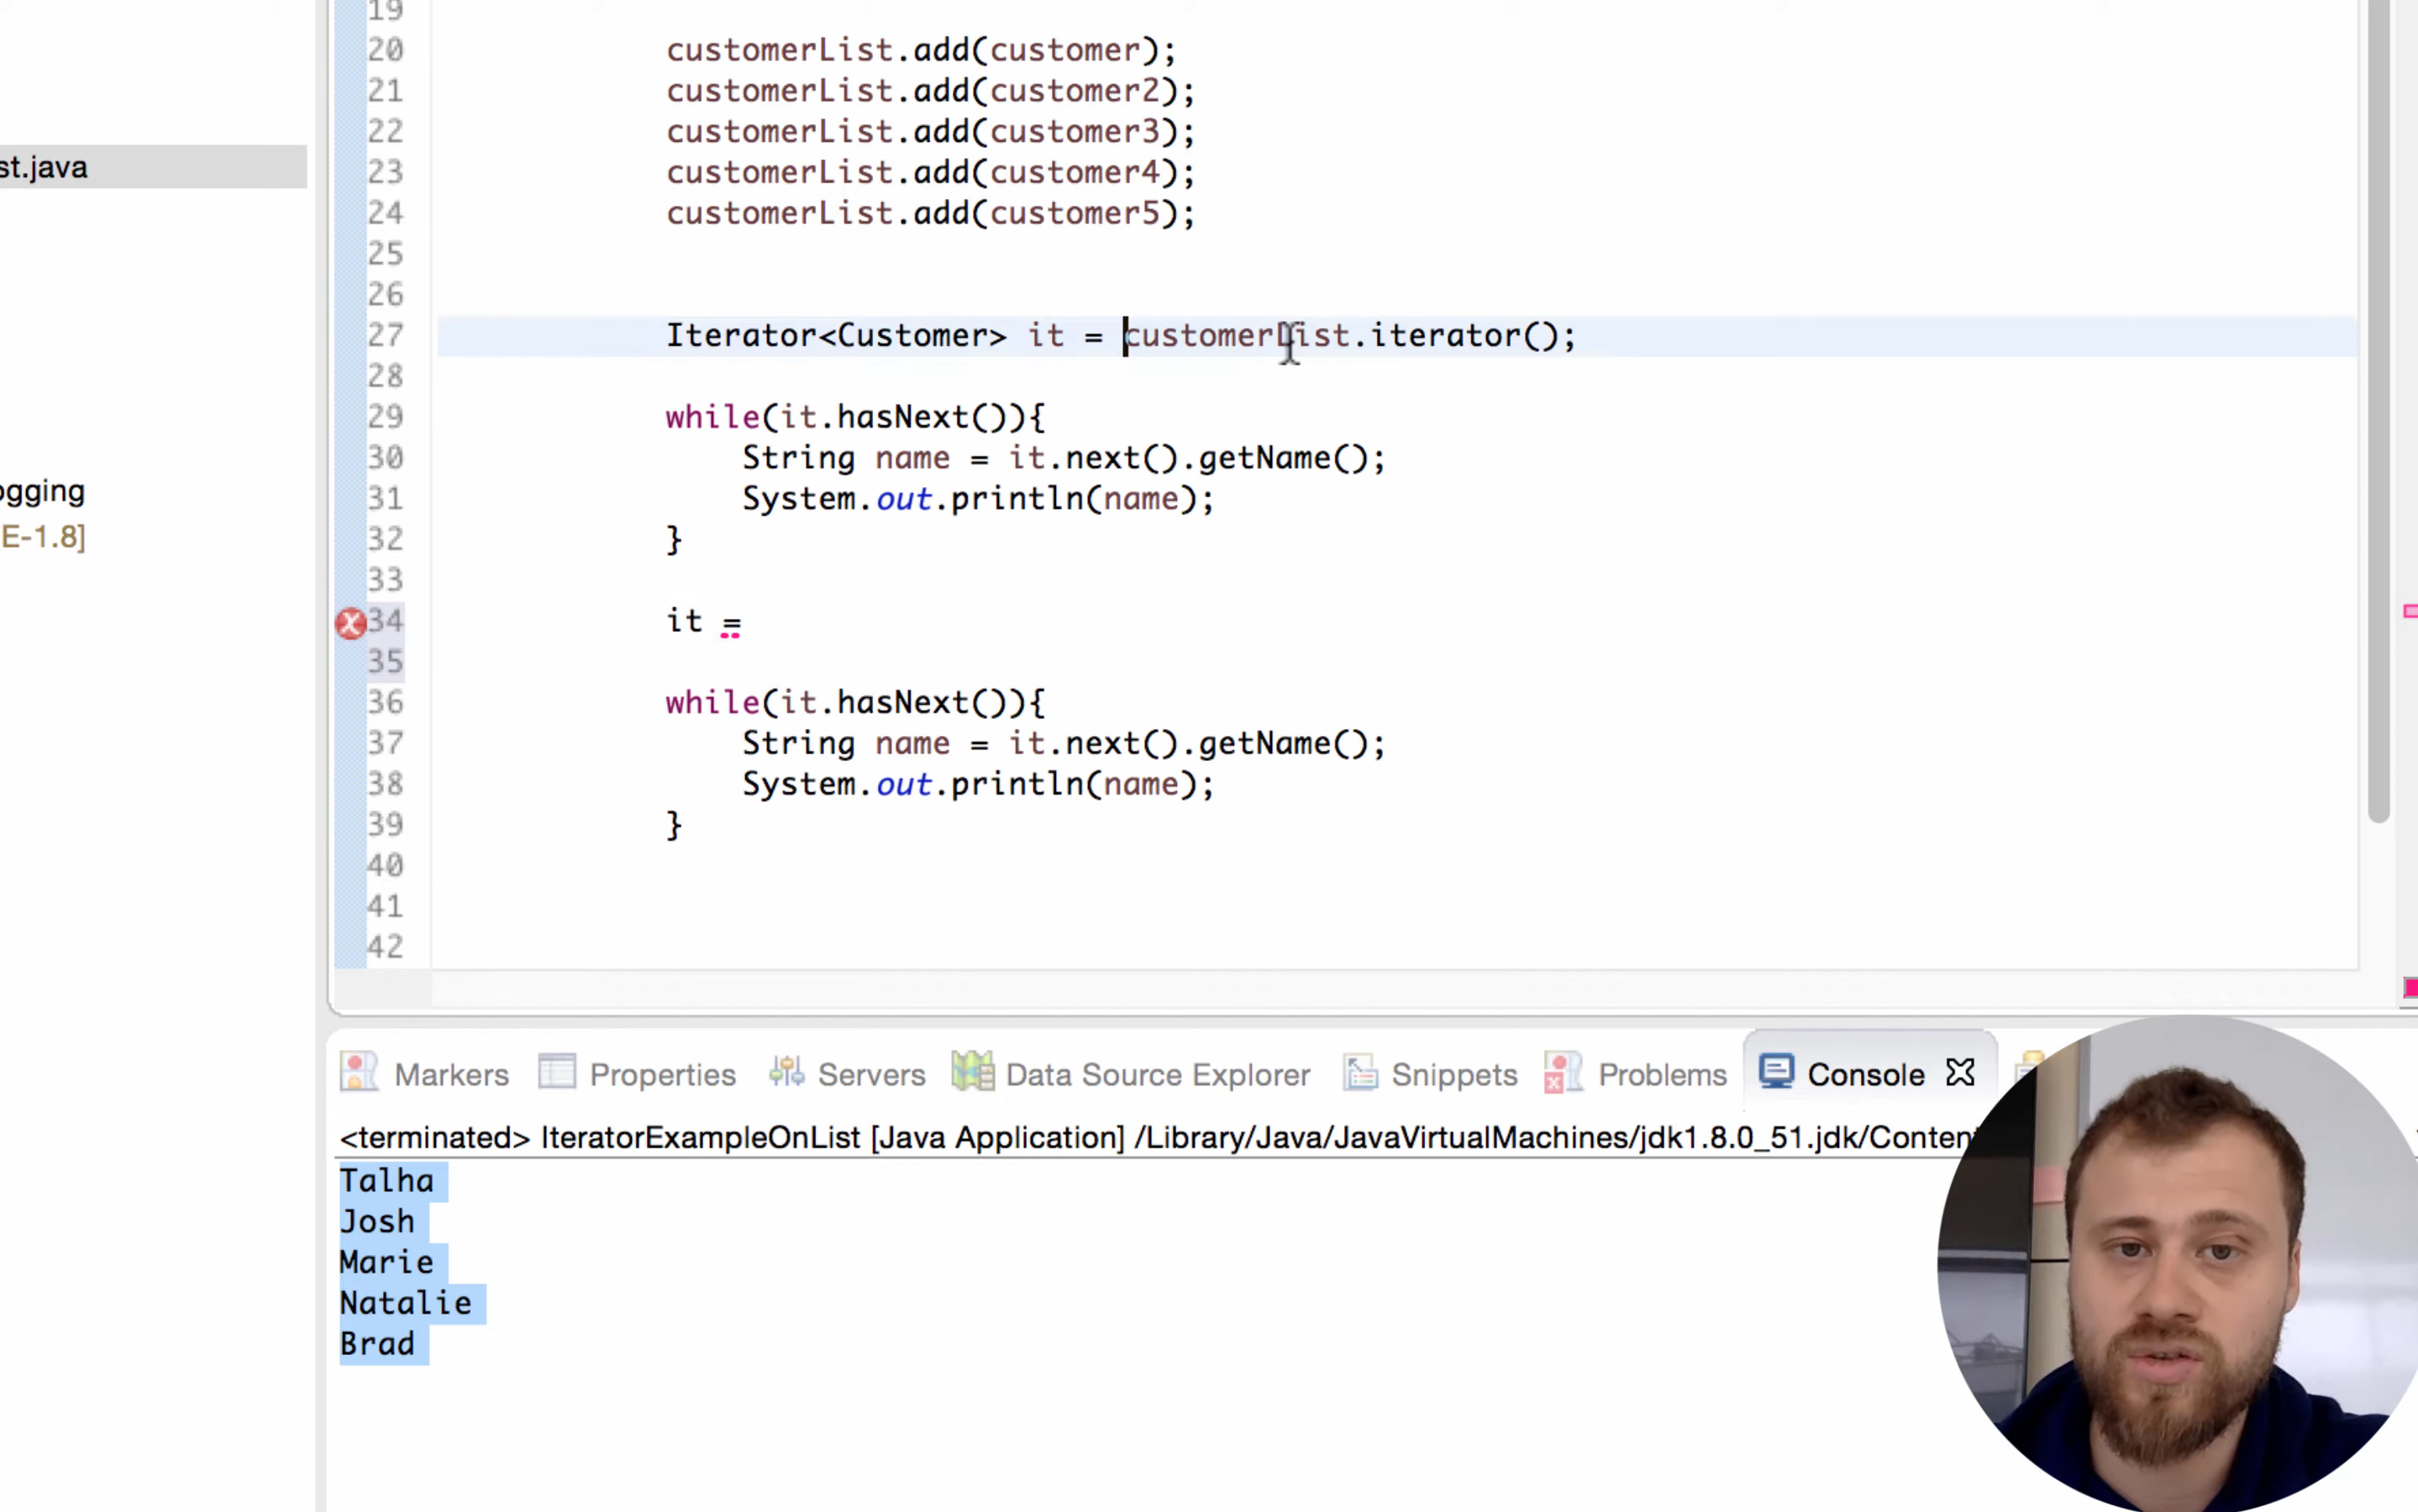 19
20 customerList.add(customer);
21 customerList.add(customer2);
st.java
22 customerList.add(customer3);
23 customerList.add(customer4);
24 customerList.add(customer5);
25
26
27 Iterator<Customer> it = customerList.iterator();
28
29 while(it.hasNext()){
30 String name = it.next().getName();
ogging
31 System.out.println(name);
E-1.8]
32 }
33
34 it =
35
36 while(it.hasNext()){
37 String name = it.next().getName();
38 System.out.println(name);
39 }
40
41
42
Markers Properties Servers Data Source Explorer Snippets Problems Console
<terminated> IteratorExampleOnList [Java Application] /Library/Java/JavaVirtualMachines/jdk1.8.0_51.jdk/Conten
Talha
Josh
Marie
Natalie
Brad